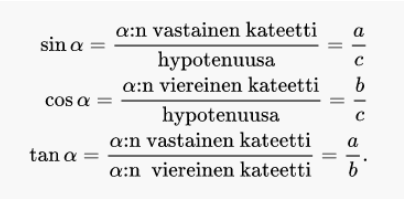 sin α = α:n vastainen kateetti / hypotenuusa = a / c
cos α = α:n viereinen kateetti / hypotenuusa = b / c
tan α = α:n vastainen kateetti / α:n viereinen kateetti = a / b.